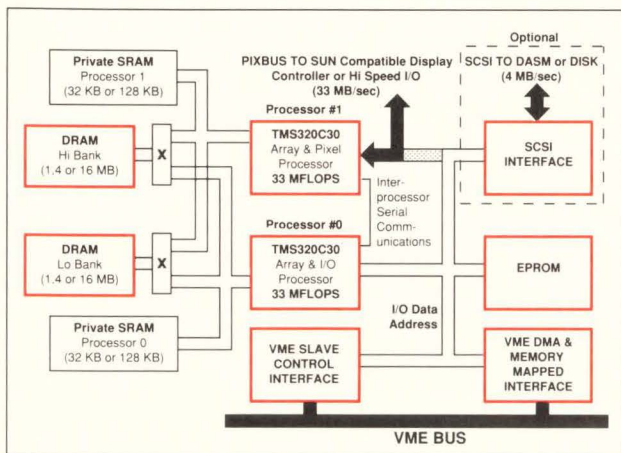 Optional
Private SRAM
Processor 1
(32 KB or 128 KB)
PIXBUS TO SUN Compatible Display
Controller or Hi Speed I/O
(33 MB/sec)
SCSI TO DASM or DISK
(4 MB/sec)
Processor #1
DRAM
Hi Bank
(1,4 or 16 MB)
X
TMS320C30
Array & Pixel
Processor
33 MFLOPS
SCSI
INTERFACE
Inter-
processor
Serial
Commu-
nications
Processor #0
DRAM
Lo Bank
(1,4 or 16 MB)
X
TMS320C30
Array & I/O
Processor
33 MFLOPS
EPROM
I/O Data
Address
Private SRAM
Processor 0
(32 KB or 128 KB)
VME SLAVE
CONTROL
INTERFACE
VME DMA &
MEMORY
MAPPED
INTERFACE
VME BUS